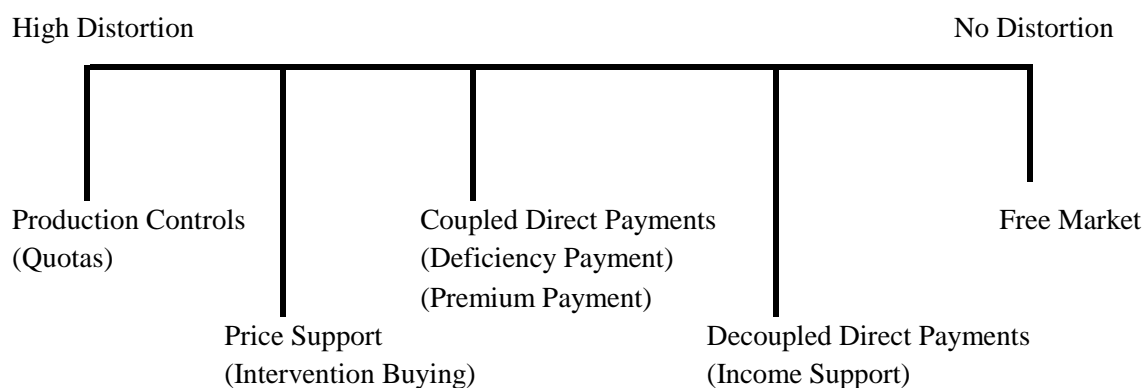 High Distortion
No Distortion
Production Controls
(Quotas)
Coupled Direct Payments
(Deficiency Payment)
(Premium Payment)
Free Market
Price Support
(Intervention Buying)
Decoupled Direct Payments
(Income Support)